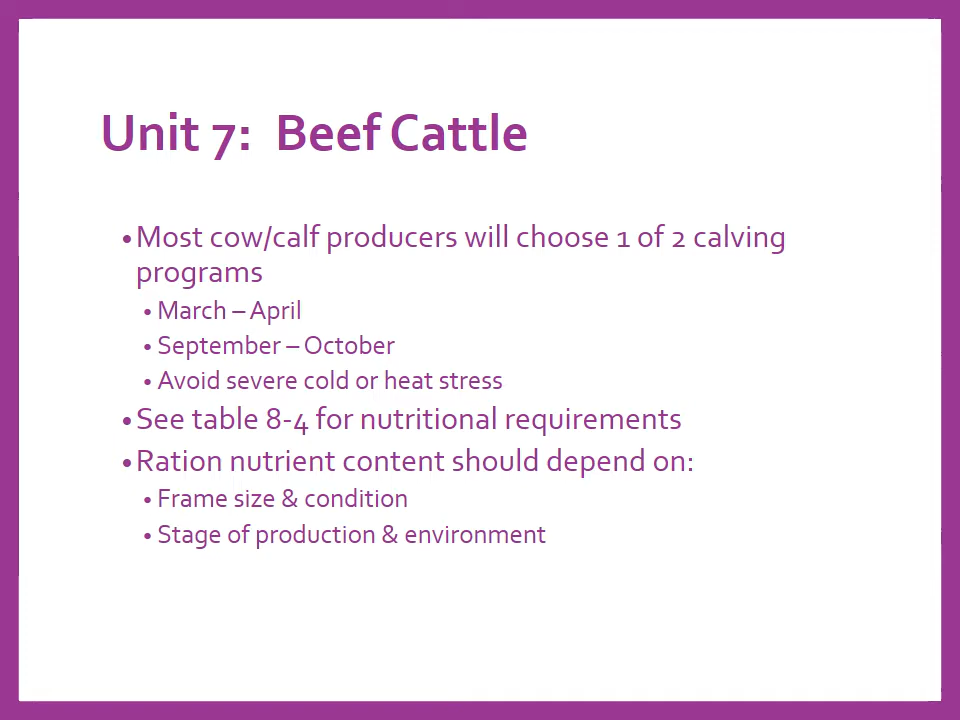 Unit 7:  Beef Cattle
•Most cow/calf producers will choose 1 of 2 calving
programs
• March – April
• September – October
• Avoid severe cold or heat stress
•See table 8-4 for nutritional requirements
•Ration nutrient content should depend on:
• Frame size & condition
• Stage of production & environment